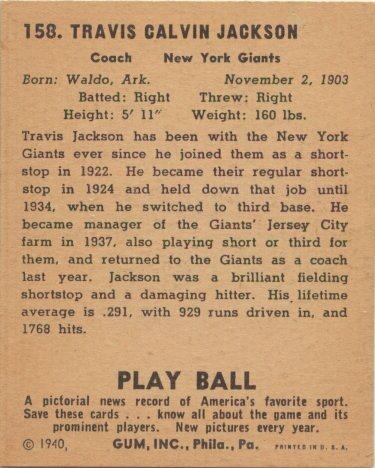 158. TRAVIS CALVIN JACKSON
Coach New York Giants
Born: Waldo, Ark. November 2, 1903
Batted: Right Threw: Right
Height: 5' 11" Weight: 160 lbs.
Travis Jackson has been with the New York
Giants ever since he joined them as a short-
stop in 1922. He became their regular short-
stop in 1924 and held down that job until
1934, when he switched to third base. He
became manager of the Giants' Jersey City
farm in 1937, also playing short or third for
them, and returned to the Giants as a coach
last year. Jackson was a brilliant fielding
shortstop and a damaging hitter. His lifetime
average is .291, with 929 runs driven in, and
1768 hits.
PLAY BALL
A pictorial news record of America's favorite sport.
Save these cards . . . know all about the game and its
prominent players. New pictures every year.
© 1940, GUM, INC., Phila., Pa. PRINTED IN U. S. A.